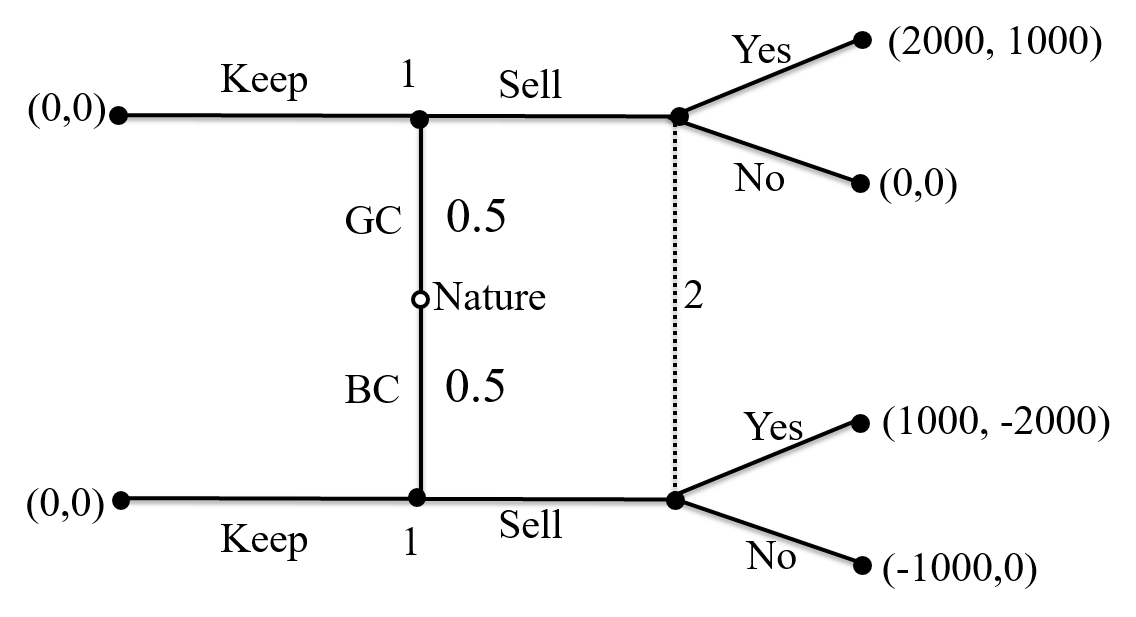 Yes (2000, 1000)
Keep 1 Sell
(0,0)
No (0,0)
GC 0.5
Nature 2
BC 0.5
Yes (1000, -2000)
(0,0)
Keep 1 Sell
No (-1000,0)